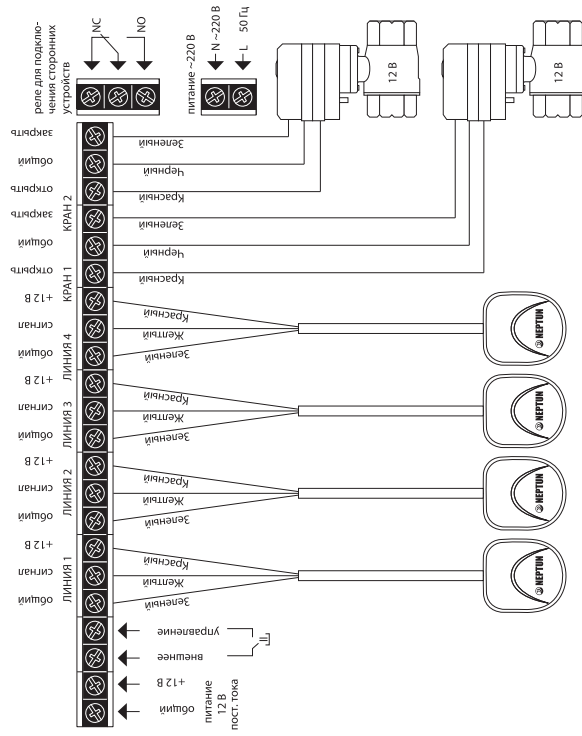 реле для подклю-
чения сторонних
устройств
NC
NO
питание ~220 В
N ~220 В
L
50 Гц
12 В
12 В
закрыть
общий
открыть
КРАН 2
закрыть
общий
открыть
КРАН 1
Зеленый
Черный
Красный
Зеленый
Черный
Красный
+12 В
сигнал
общий
ЛИНИЯ 4
Красный
Желтый
Зеленый
NEPTUN
+12 В
сигнал
общий
ЛИНИЯ 3
Красный
Желтый
Зеленый
NEPTUN
+12 В
сигнал
общий
ЛИНИЯ 2
Красный
Желтый
Зеленый
NEPTUN
+12 В
сигнал
общий
ЛИНИЯ 1
Красный
Желтый
Зеленый
NEPTUN
управление
внешнее
+12 В
общий
питание
12 В
пост. тока